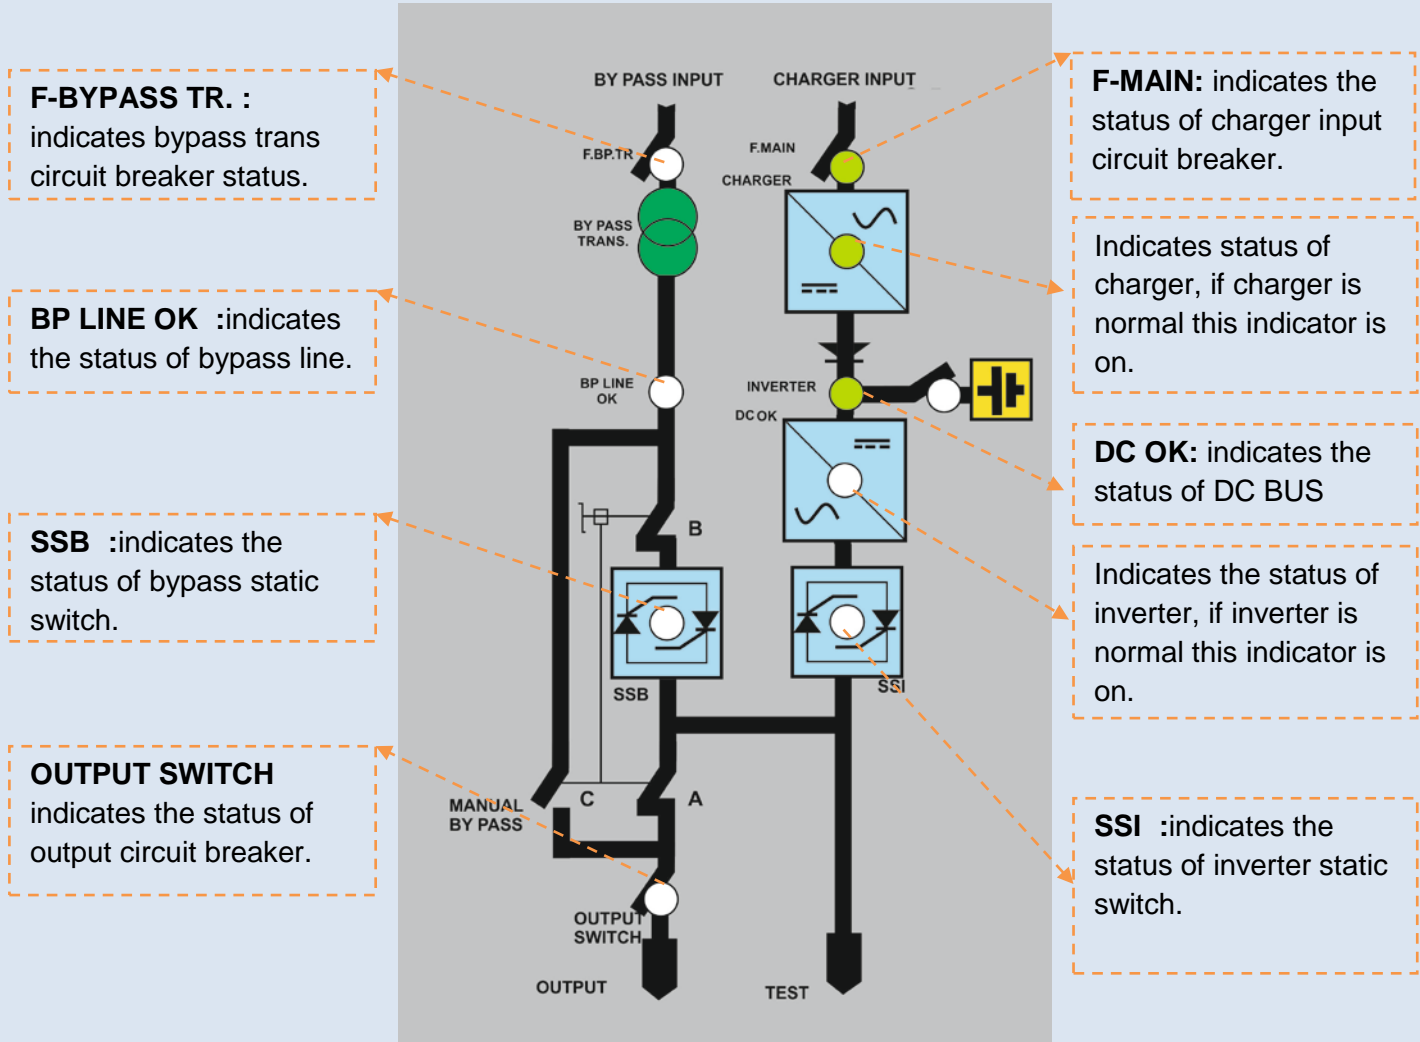 F-BYPASS TR. :
indicates bypass trans
circuit breaker status.
BP LINE OK :indicates
the status of bypass line.
SSB :indicates the
status of bypass static
switch.
OUTPUT SWITCH
indicates the status of
output circuit breaker.
BY PASS INPUT
CHARGER INPUT
F.BP.TR
F.MAIN
CHARGER
BY PASS
TRANS.
BP LINE
OK
INVERTER
DC OK
B
SSB
SSI
MANUAL
BY PASS
C
A
OUTPUT
SWITCH
OUTPUT
TEST
F-MAIN: indicates the
status of charger input
circuit breaker.
Indicates status of
charger, if charger is
normal this indicator is
on.
DC OK: indicates the
status of DC BUS
Indicates the status of
inverter, if inverter is
normal this indicator is
on.
SSI :indicates the
status of inverter static
switch.